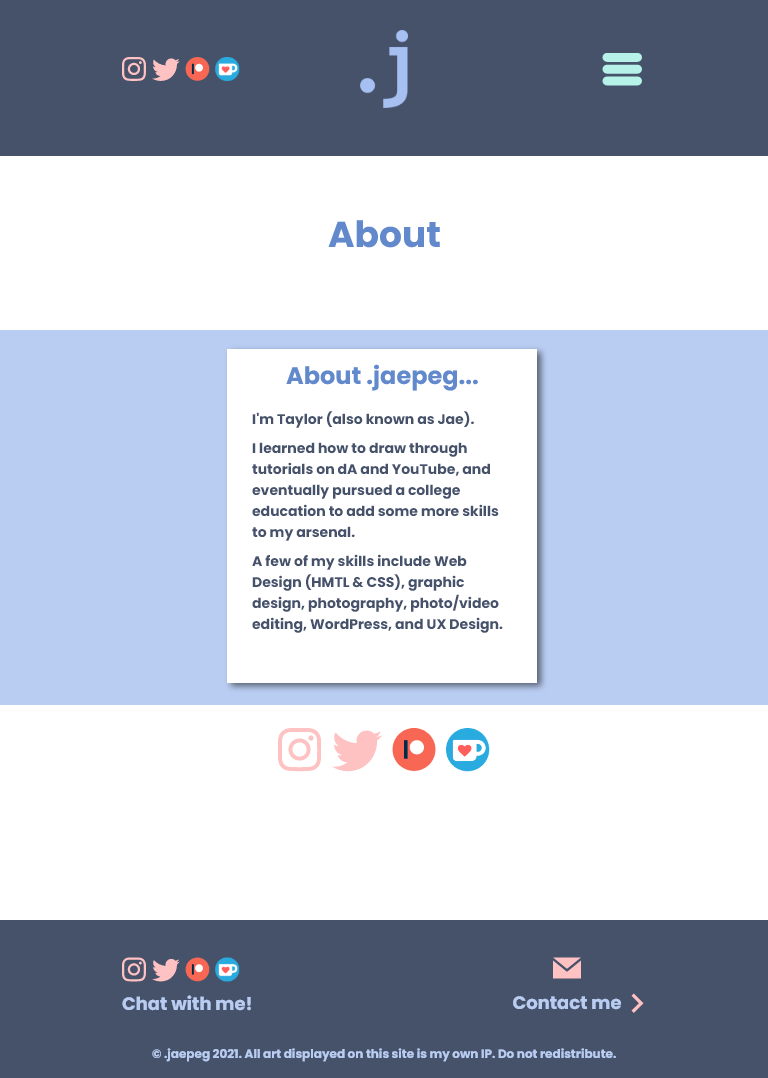 .j
About
About .jaepeg...
I'm Taylor (also known as Jae).
I learned how to draw through
tutorials on dA and YouTube, and
eventually pursued a college
education to add some more skills
to my arsenal.
A few of my skills include Web
Design (HMTL & CSS), graphic
design, photography, photo/video
editing, WordPress, and UX Design.
Chat with me!
Contact me
© .jaepeg 2021. All art displayed on this site is my own IP. Do not redistribute.